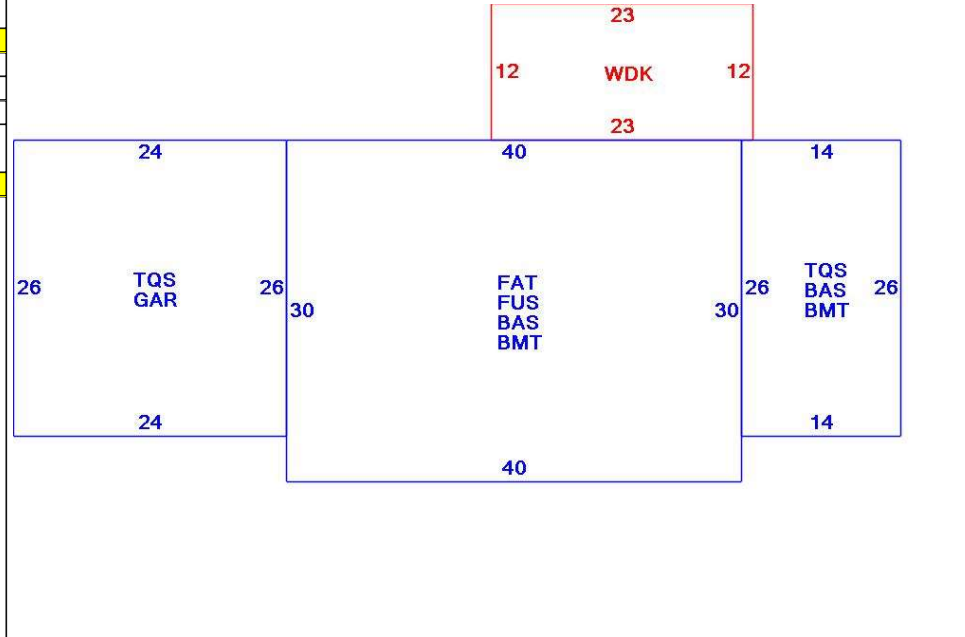 23
12 WDK 12
23
24 40 14
26 TQS GAR 26
30 FAT FUS BAS BMT 30
26 TQS BAS BMT 26
24 14
40